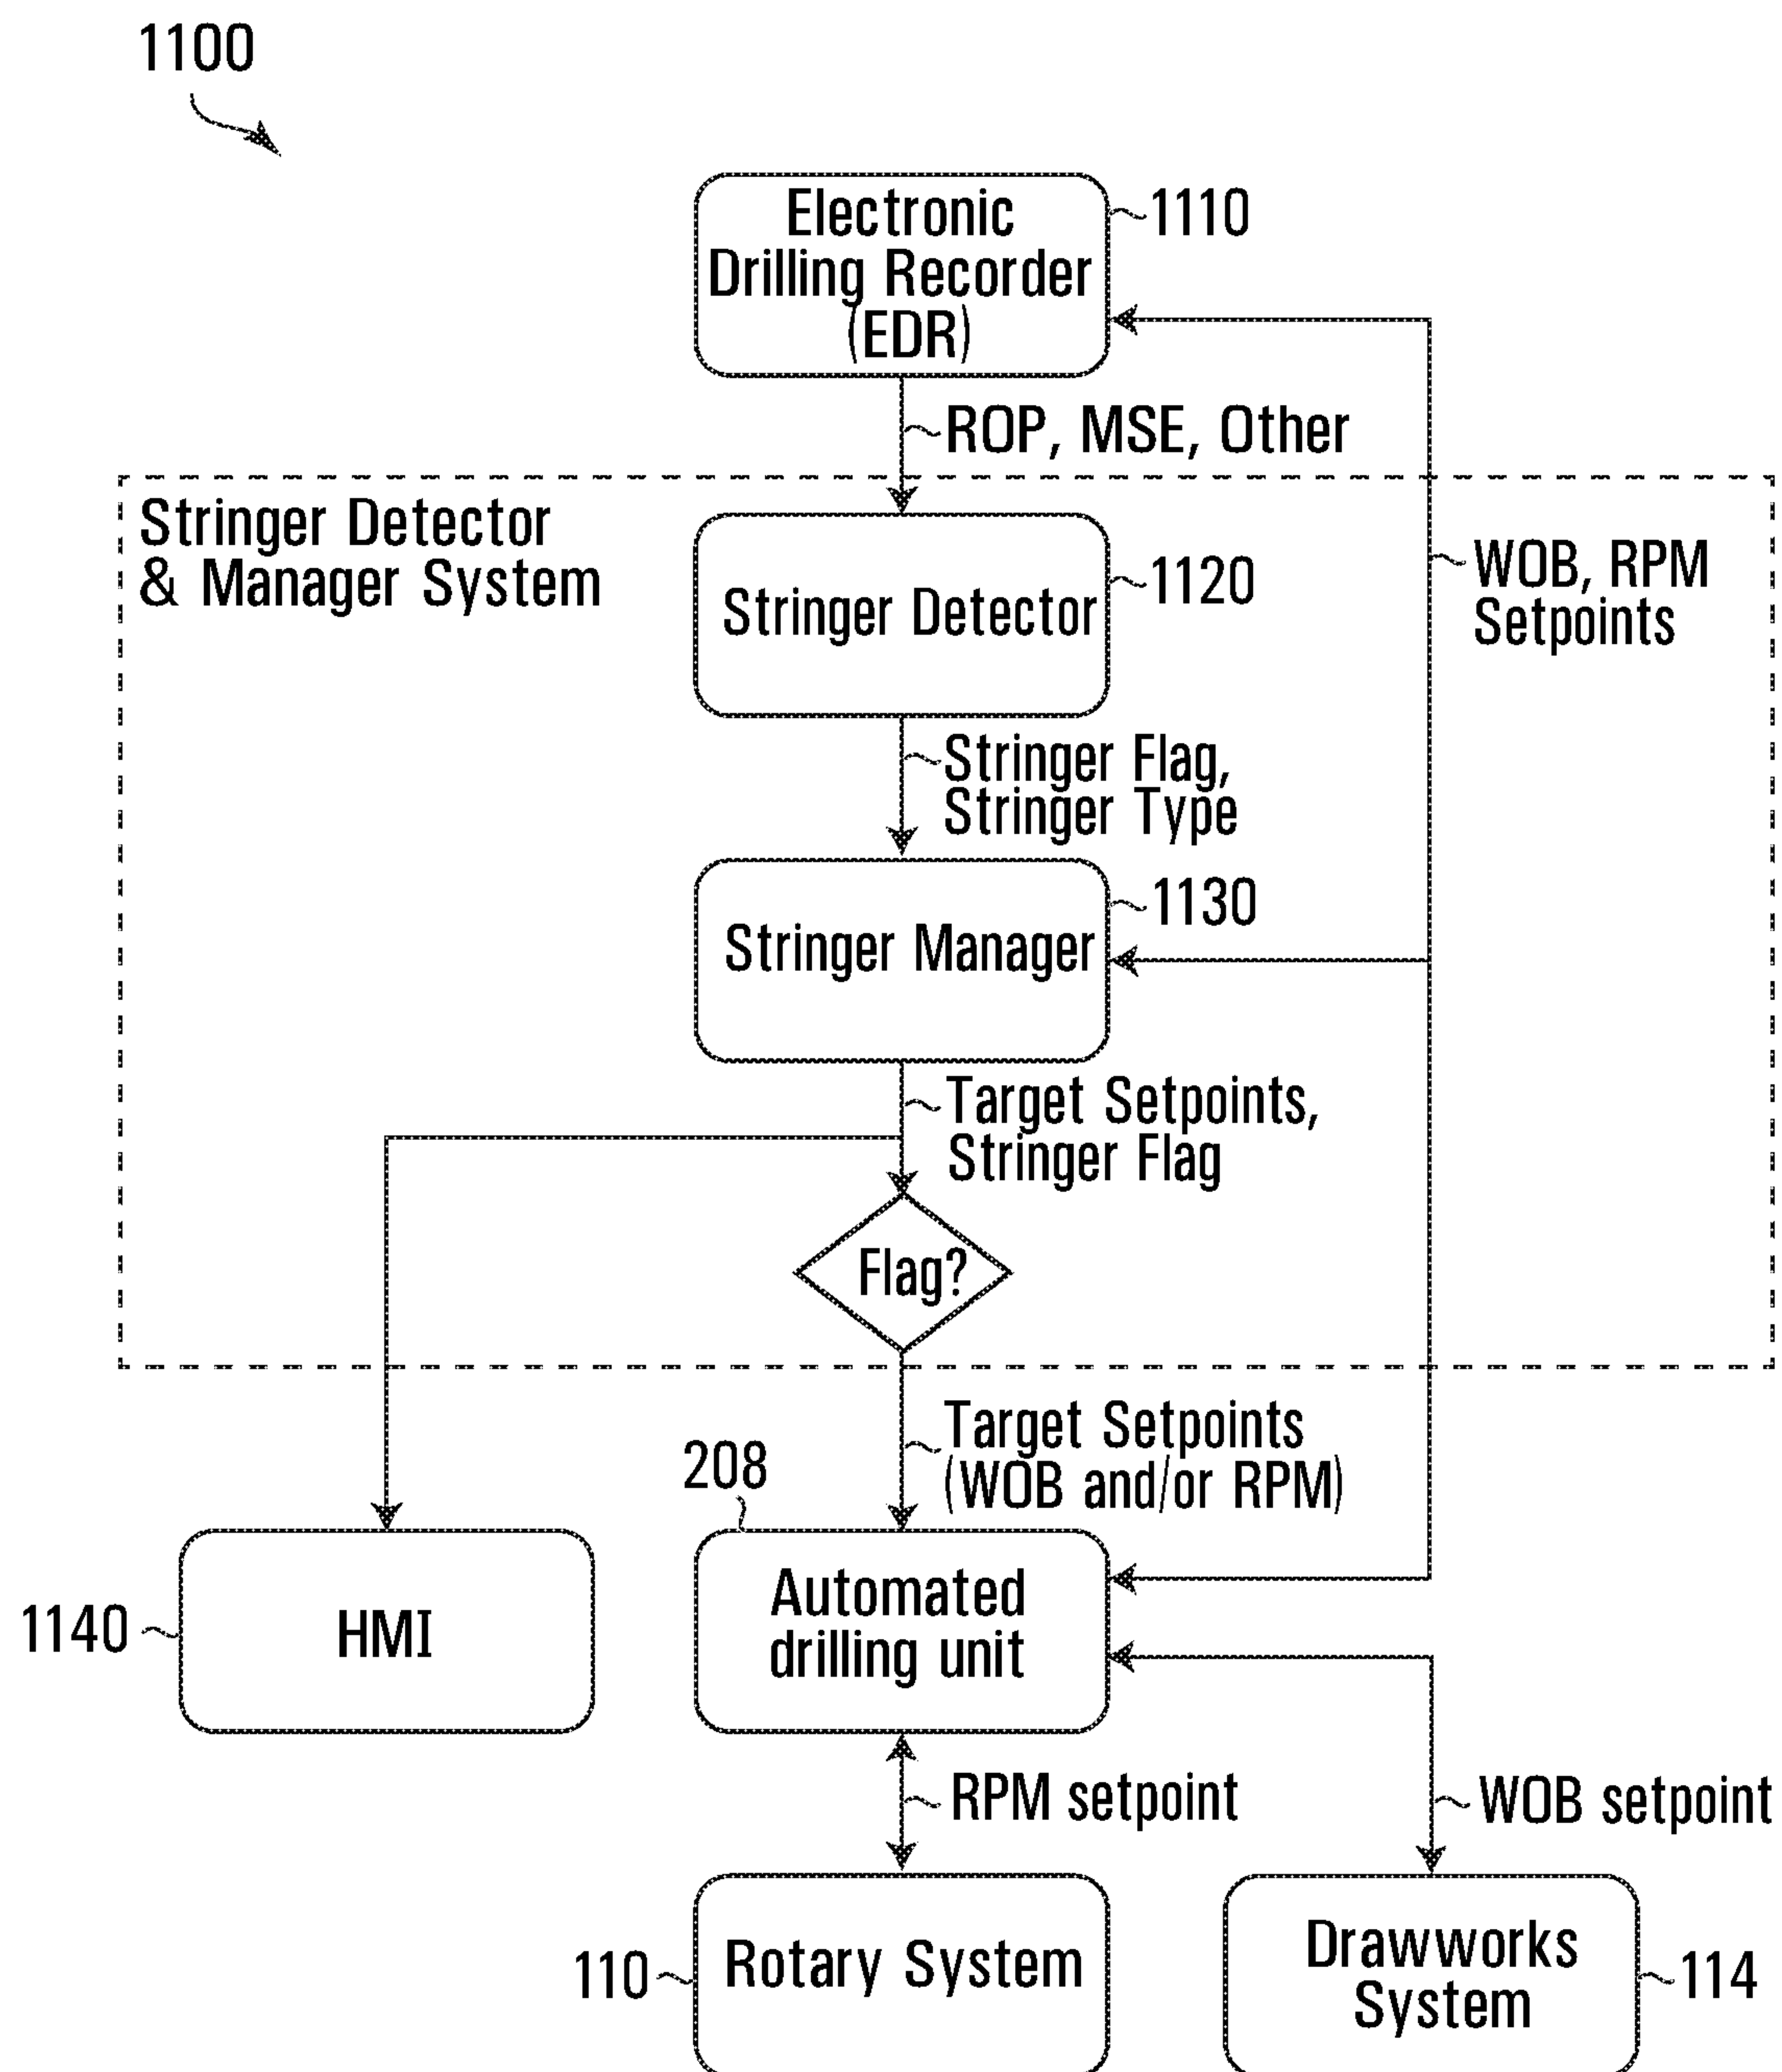 1100
Electronic
Drilling Recorder
(EDR)
1110
ROP, MSE, Other
Stringer Detector
& Manager System
Stringer Detector
1120
WOB, RPM
Setpoints
Stringer Flag,
Stringer Type
Stringer Manager
1130
Target Setpoints,
Stringer Flag
Flag?
Target Setpoints
(WOB and/or RPM)
208
1140
HMI
Automated
drilling unit
RPM setpoint
WOB setpoint
110
Rotary System
Drawworks
System
114